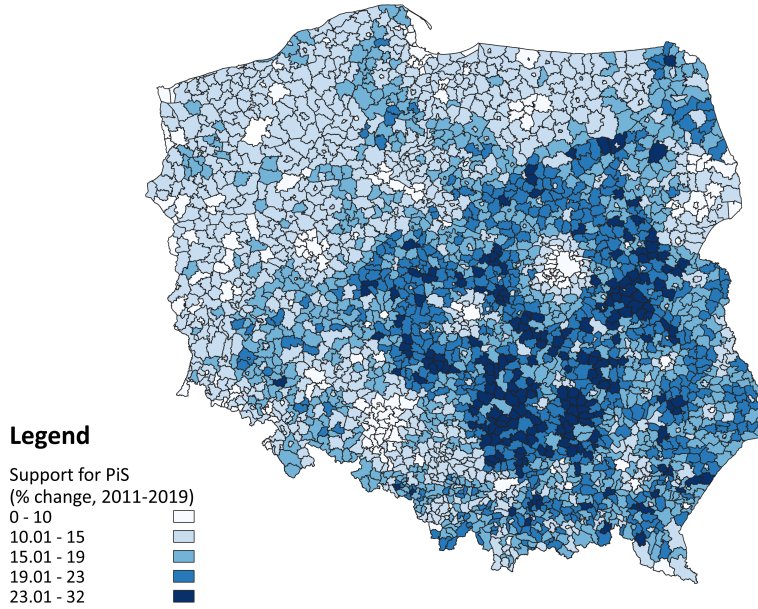 Legend
Support for PiS
(% change, 2011-2019)
0 - 10
10.01 - 15
15.01 - 19
19.01 - 23
23.01 - 32